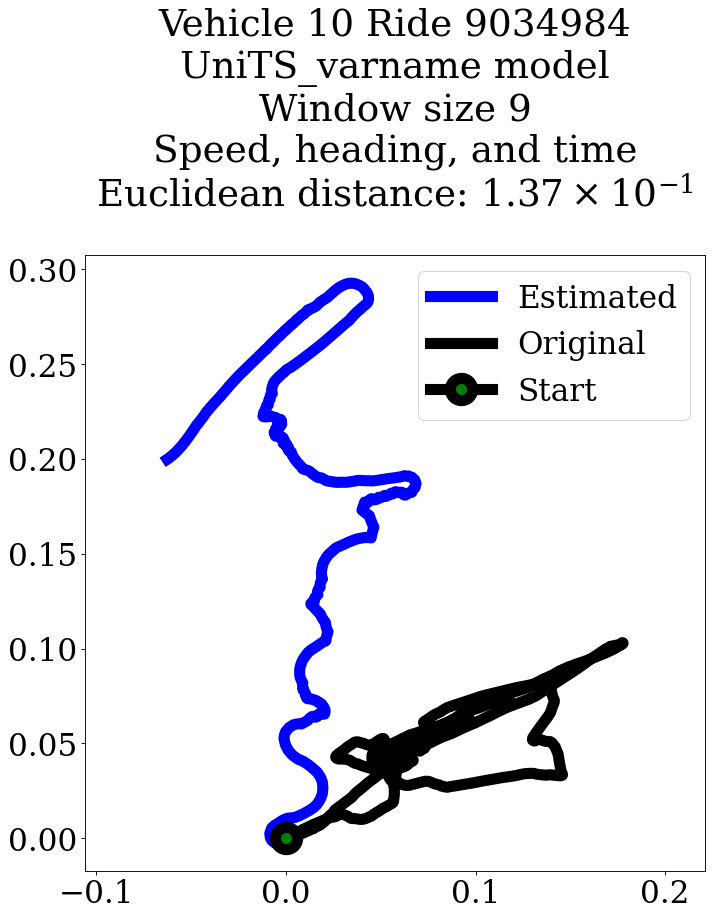 Vehicle 10 Ride 9034984
UniTS_varname model
Window size 9
Speed, heading, and time
Euclidean distance: 1.37 × 10⁻¹
0.30
0.25
0.20
0.15
0.10
0.05
0.00
−0.1
0.0
0.1
0.2
Estimated
Original
Start